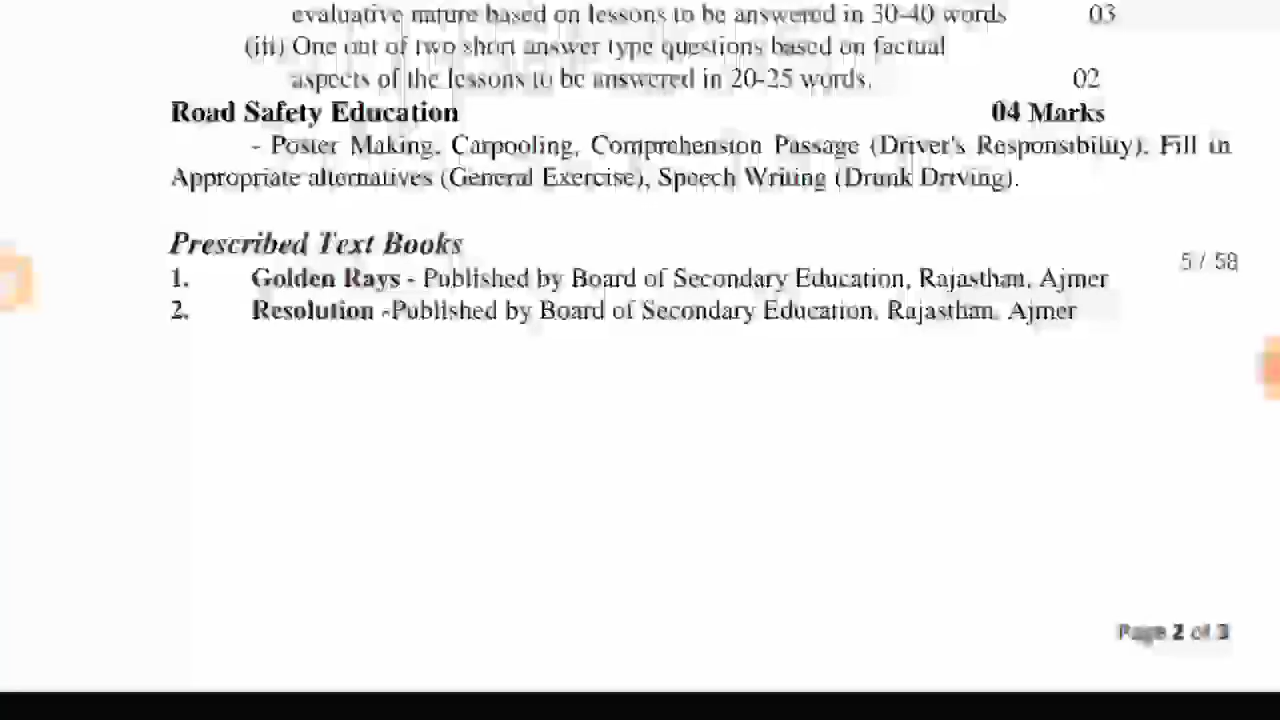 evaluative nature based on lessons to be answered in 30-40 words 03
(iii) One out of two short answer type questions based on factual
aspects of the lessons to be answered in 20-25 words. 02
Road Safety Education 04 Marks
- Poster Making, Carpooling, Comprehension Passage (Driver's Responsibility). Fill in
Appropriate alternatives (General Exercise), Speech Writing (Drunk Driving).
Prescribed Text Books
5 / 58
1. Golden Rays - Published by Board of Secondary Education, Rajasthan, Ajmer
2. Resolution -Published by Board of Secondary Education, Rajasthan, Ajmer
Page 2 of 3